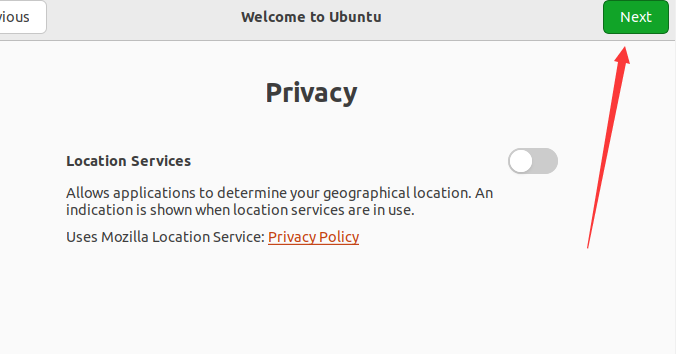 Welcome to Ubuntu
Next
Privacy
Location Services
Allows applications to determine your geographical location. An
indication is shown when location services are in use.
Uses Mozilla Location Service: Privacy Policy